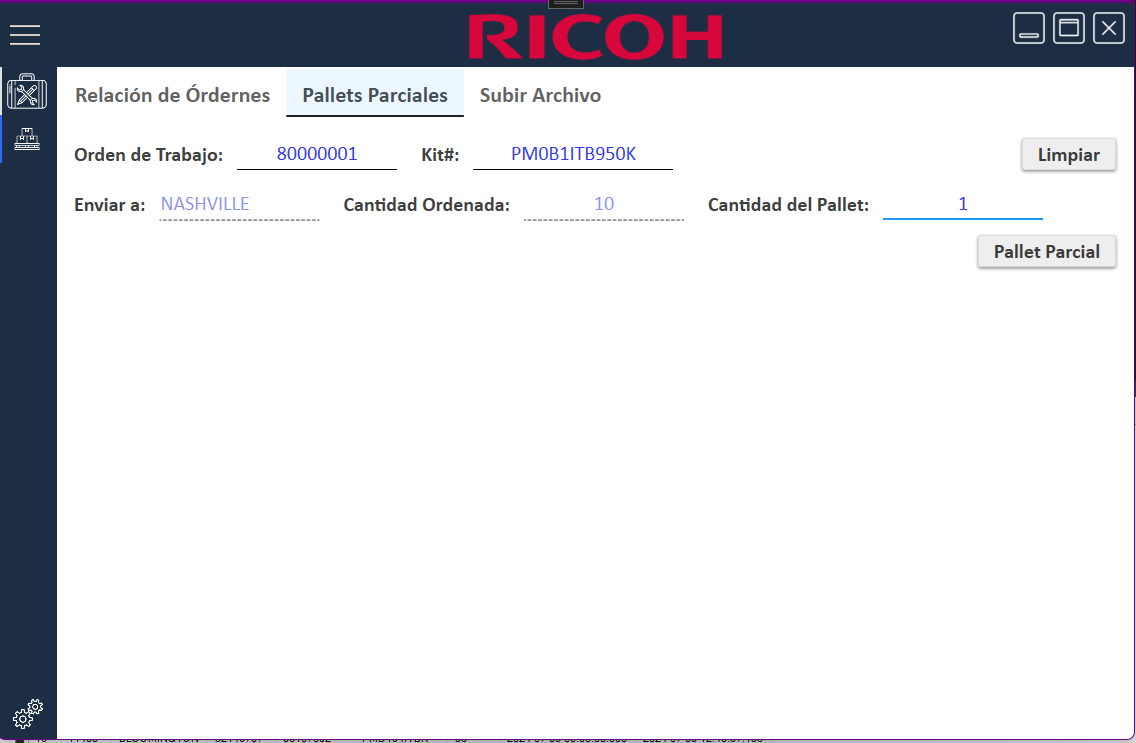 RICOH
Relación de Órdernes Pallets Parciales Subir Archivo
Orden de Trabajo: 80000001 Kit#: PM0B1ITB950K Limpiar
Enviar a: NASHVILLE Cantidad Ordenada: 10 Cantidad del Pallet: 1
Pallet Parcial